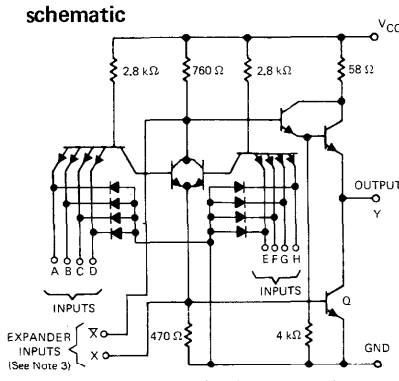 schematic
VCC
2.8 kΩ
760 Ω
2.8 kΩ
58 Ω
OUTPUT
Y
A B C D
E F G H
INPUTS
INPUTS
Q
EXPANDER
INPUTS
(See Note 3)
X̅
X
470 Ω
4 kΩ
GND